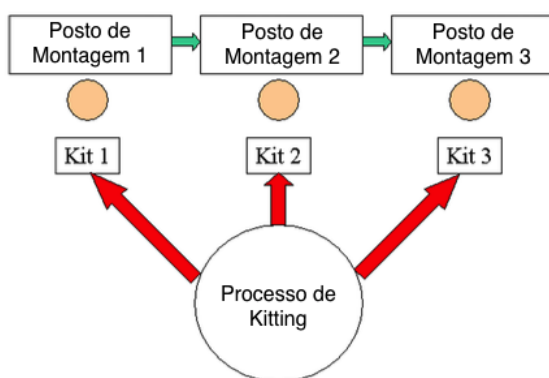 Posto de
Montagem 1
Posto de
Montagem 2
Posto de
Montagem 3
Kit 1
Kit 2
Kit 3
Processo de
Kitting